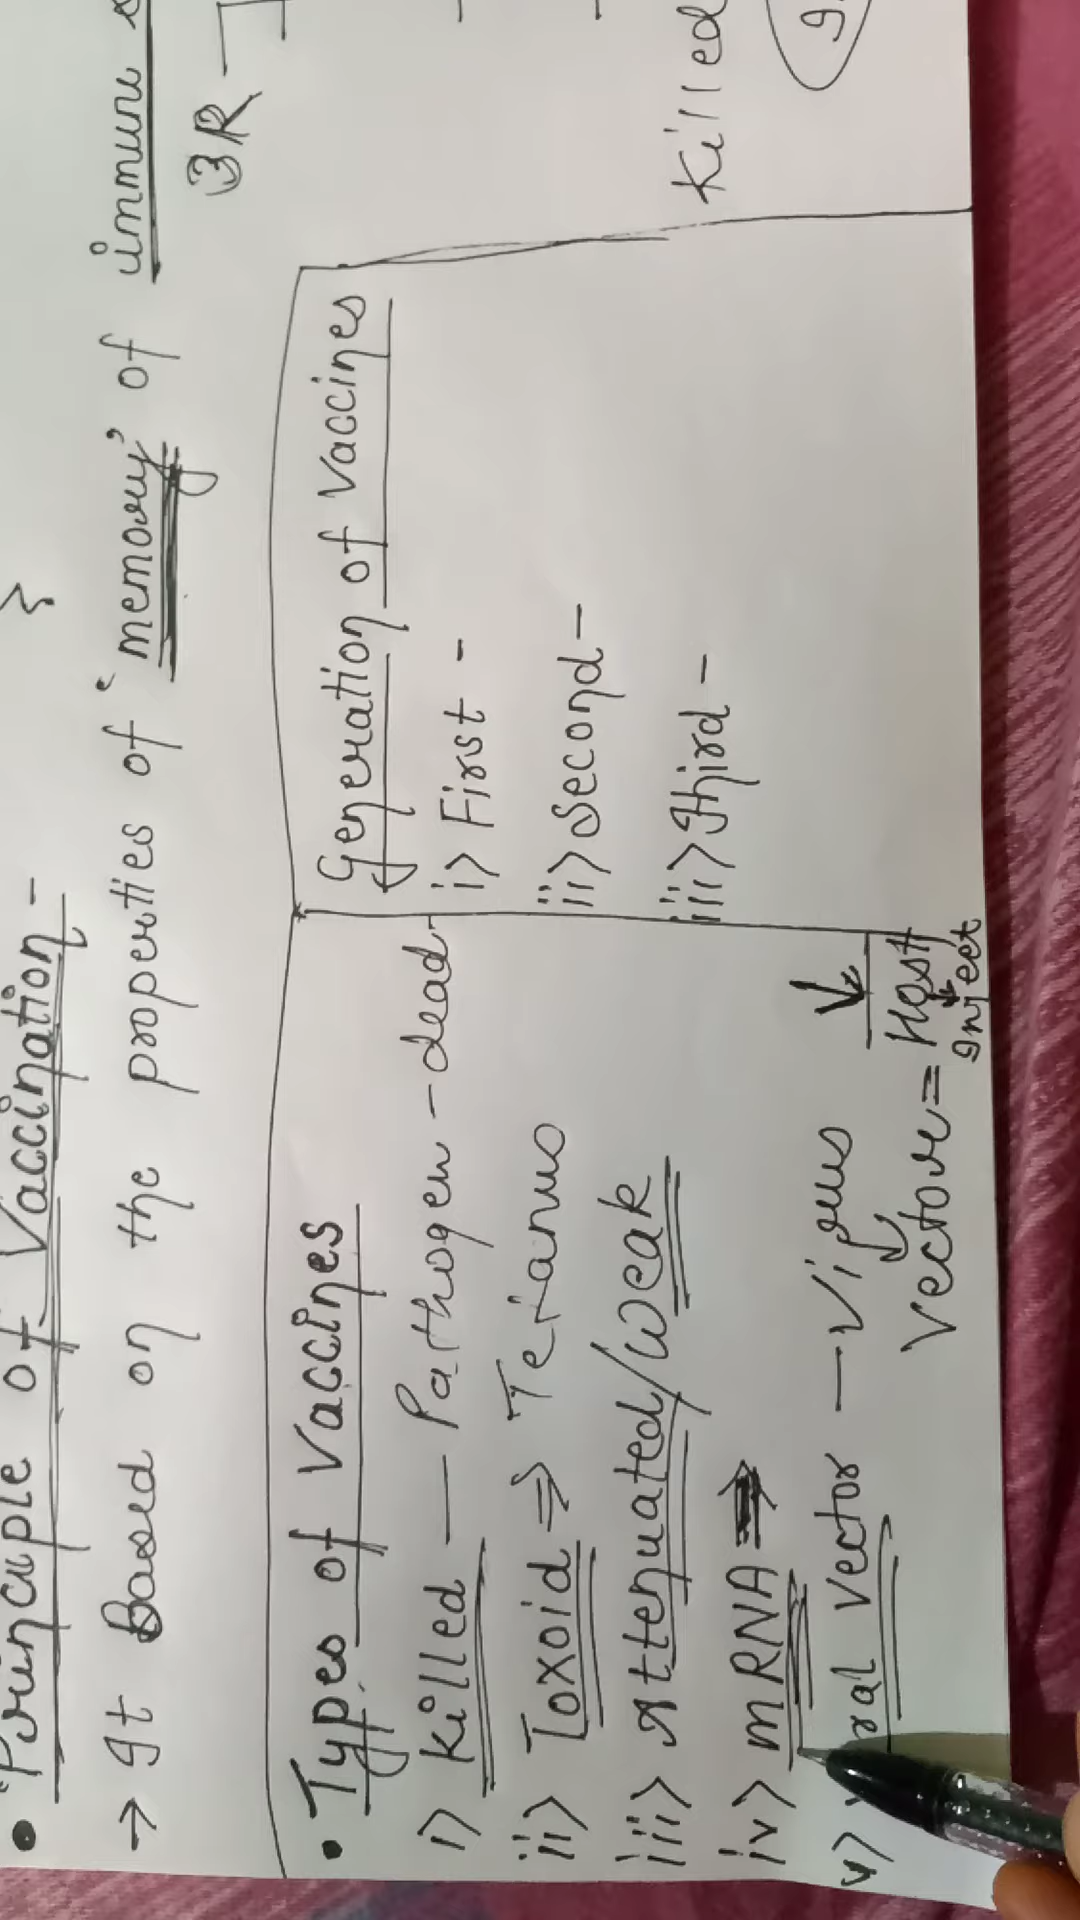 • Principle of Vaccination -
→ It Based on the properties of 'memory' of immune
3R
• Types of Vaccines
i> Killed — Pathogen - dead
ii> Toxoid ⇒ Tetanus
iii> Attenuated/Weak
iv> mRNA ⇒
v> Vector — Virus
Vector = Host
Inject
Generation of Vaccines
i> First -
ii> Second -
iii> Third -
Killed